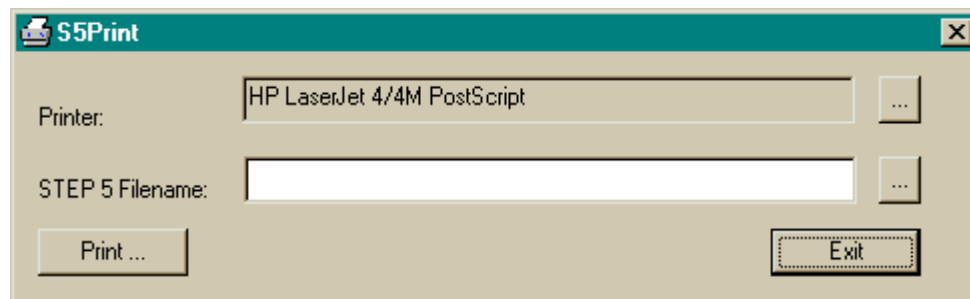 S5Print
Printer:
HP LaserJet 4/4M PostScript
...
STEP 5 Filename:
...
Print ...
Exit